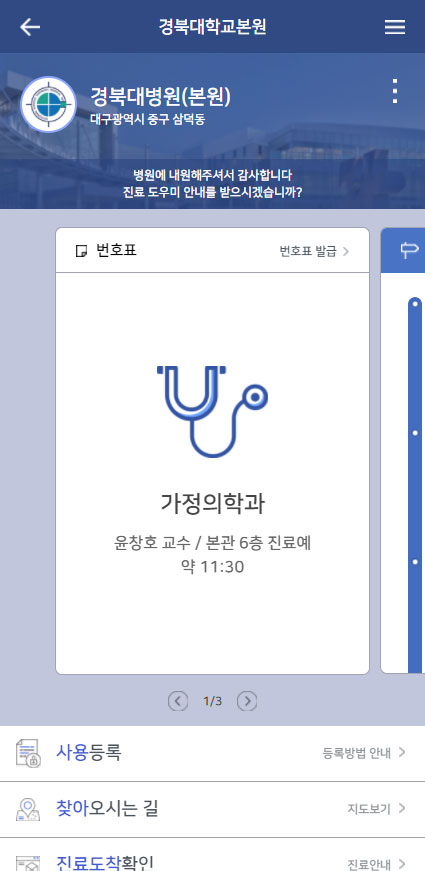 경북대학교본원
경북대병원(본원)
대구광역시 중구 삼덕동
병원에 내원해주셔서 감사합니다
진료 도우미 안내를 받으시겠습니까?
번호표
번호표 발급
가정의학과
윤창호 교수 / 본관 6층 진료예
약 11:30
1/3
사용등록
등록방법 안내
찾아오시는 길
지도보기
진료도착확인
진료안내